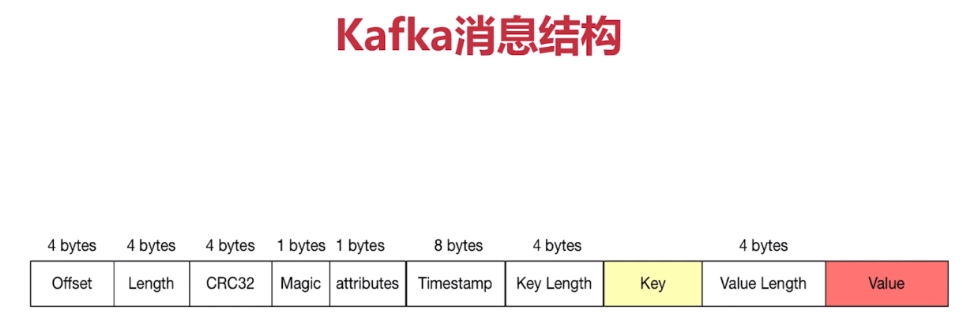 Kafka消息结构
4 bytes 4 bytes 4 bytes 1 bytes 1 bytes 8 bytes 4 bytes 4 bytes
Offset Length CRC32 Magic attributes Timestamp Key Length Key Value Length Value